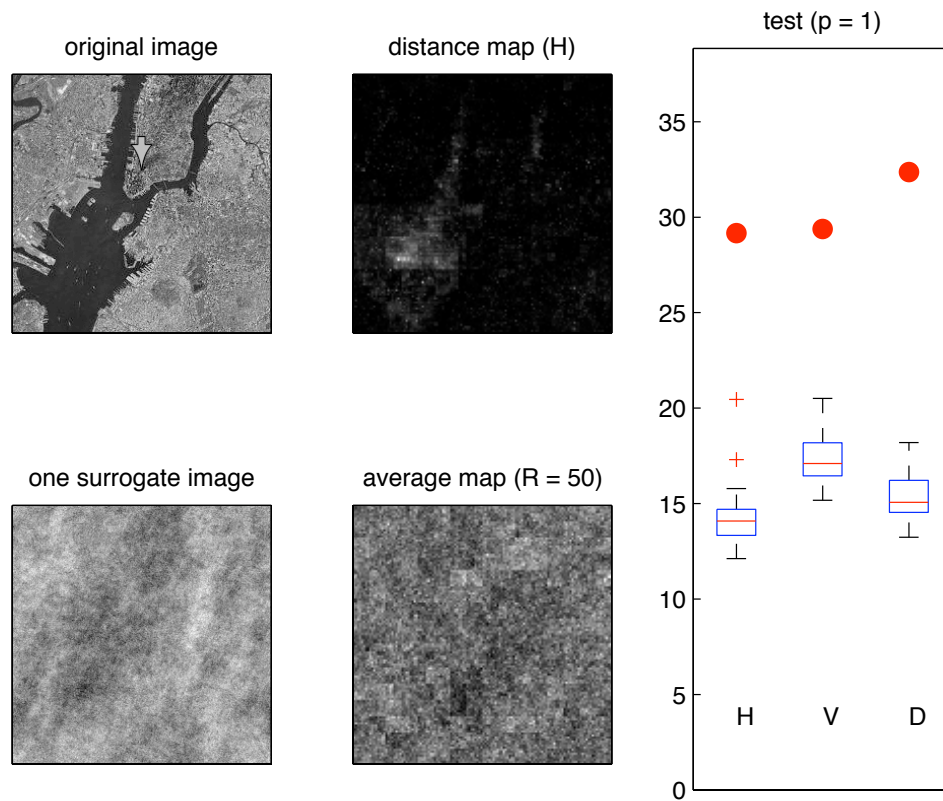 original image
distance map (H)
test (p = 1)
35
30
25
20
15
10
5
0
H V D
one surrogate image
average map (R = 50)